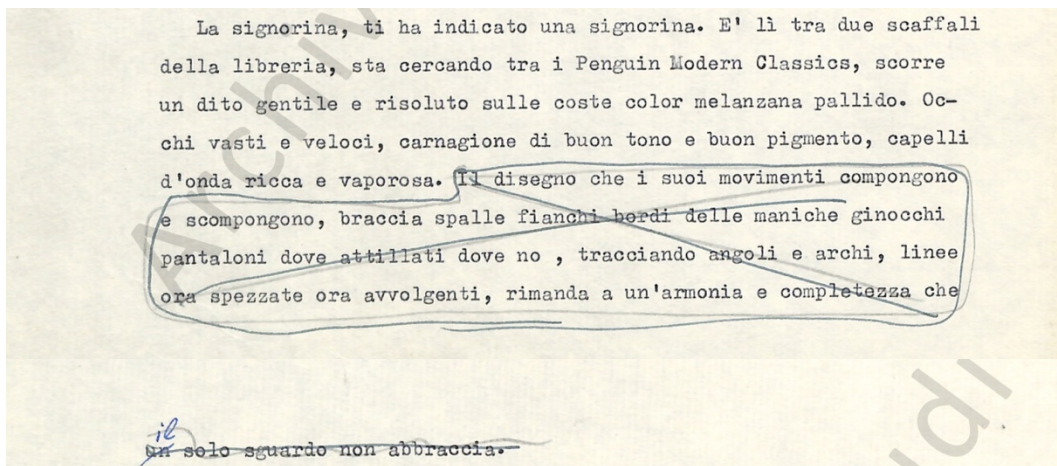 La signorina, ti ha indicato una signorina. E' lì tra due scaffali
della libreria, sta cercando tra i Penguin Modern Classics, scorre
un dito gentile e risoluto sulle coste color melanzana pallido. Oc-
chi vasti e veloci, carnagione di buon tono e buon pigmento, capelli
d'onda ricca e vaporosa. Il disegno che i suoi movimenti compongono
e scompongono, braccia spalle fianchi bordi delle maniche ginocchi
pantaloni dove attillati dove no , tracciando angoli e archi, linee
ora spezzate ora avvolgenti, rimanda a un'armonia e completezza che
il
un solo sguardo non abbraccia.
Archiv
udi